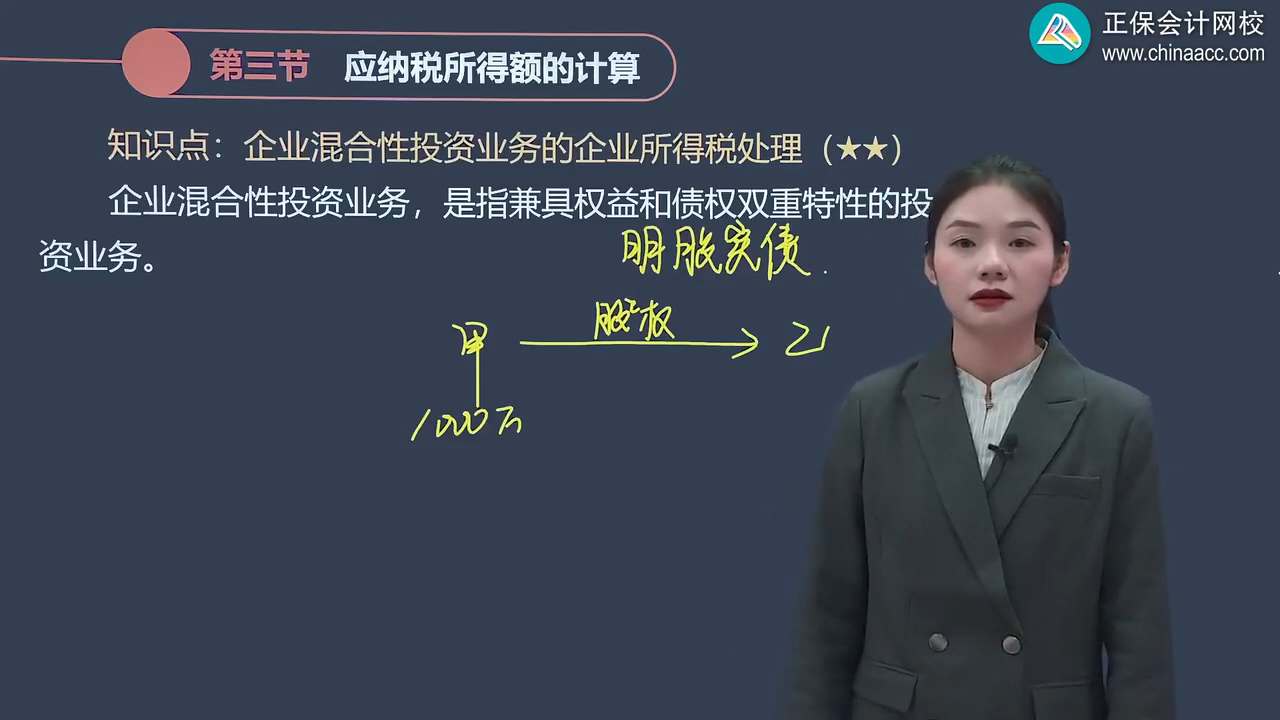 正保会计网校
www.chinaacc.com
第三节 应纳税所得额的计算
知识点：企业混合性投资业务的企业所得税处理（★★）
企业混合性投资业务，是指兼具权益和债权双重特性的投
资业务。
明股实债.
甲 股权 乙
1000万